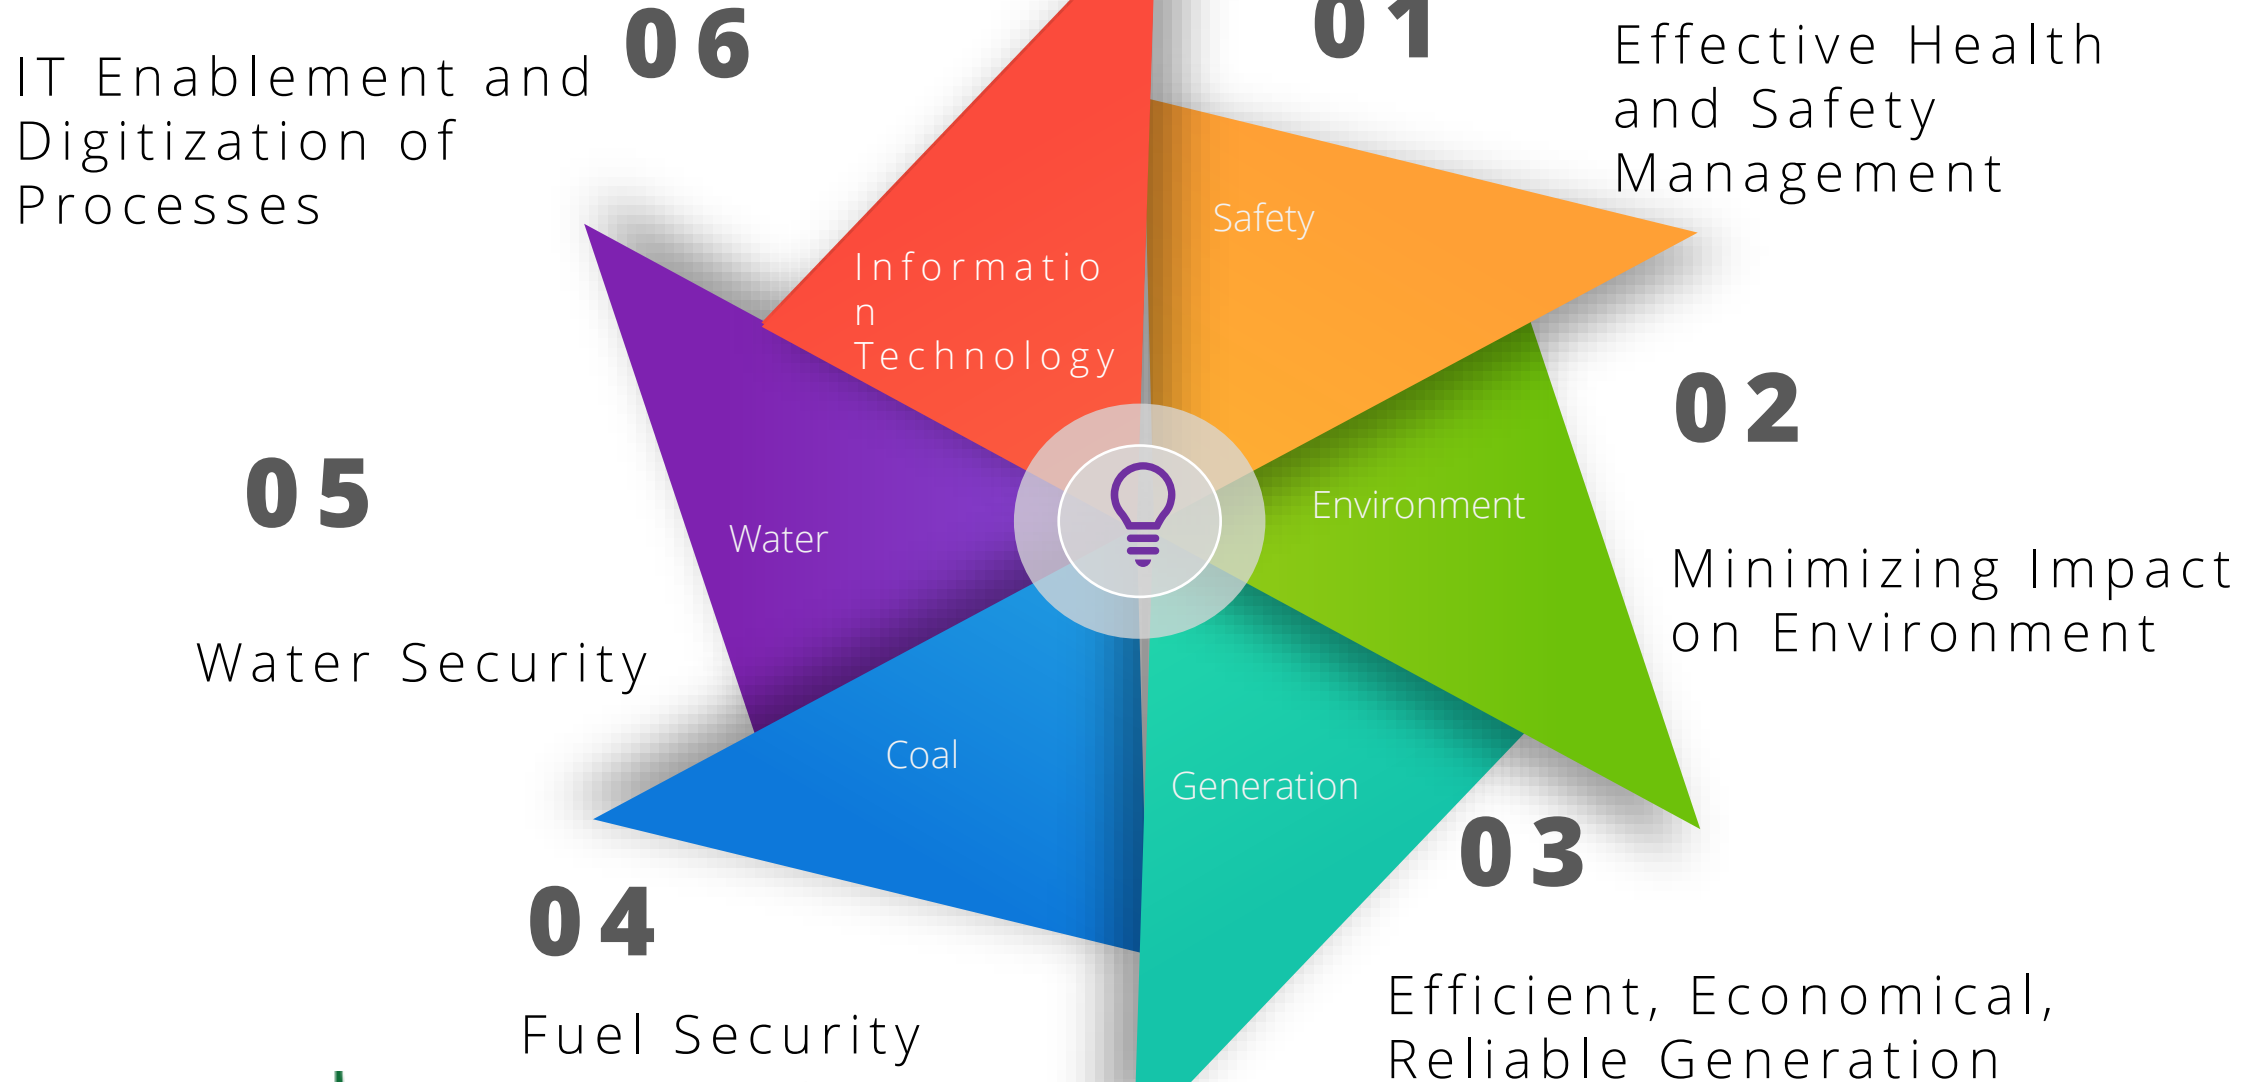 06
IT Enablement and
Digitization of
Processes
01
Effective Health
and Safety
Management
Safety
Informatio
n
Technology
02
Environment
Minimizing Impact
on Environment
05
Water
Water Security
Coal
Generation
03
04
Fuel Security
Efficient, Economical,
Reliable Generation